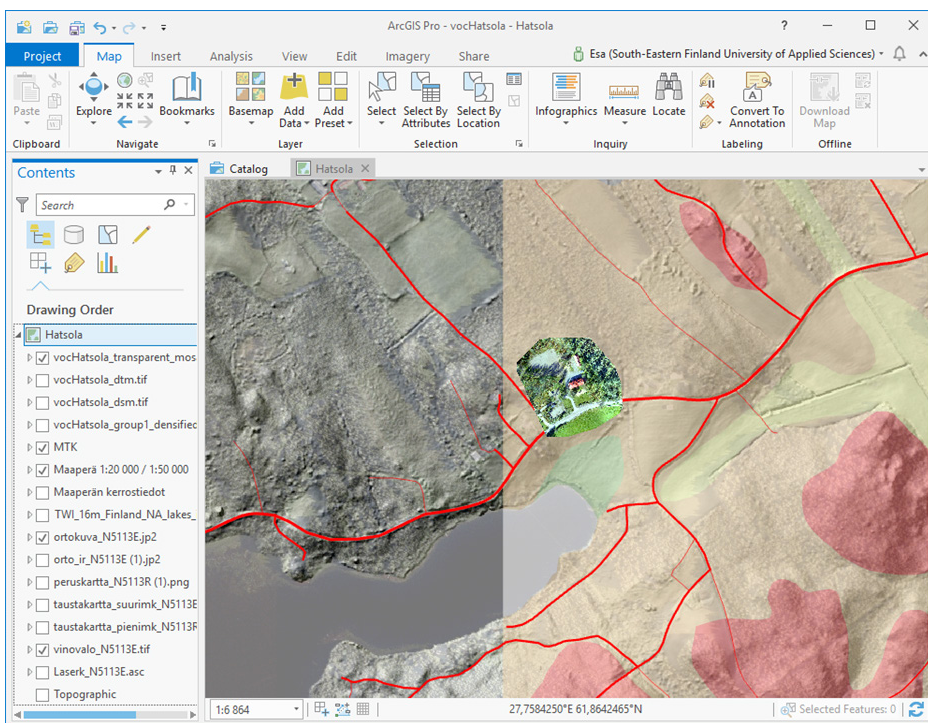 ArcGIS Pro - vocHatsola - Hatsola
?
Project Map Insert Analysis View Edit Imagery Share
Esa (South-Eastern Finland University of Applied Sciences)
Paste
Explore
Bookmarks
Basemap
Add
Data
Add
Preset
Select
Select By
Attributes
Select By
Location
Infographics
Measure
Locate
Convert To
Annotation
Download
Map
Clipboard Navigate Layer Selection Inquiry Labeling Offline
Contents
Catalog
Hatsola
Search
Drawing Order
Hatsola
vocHatsola_transparent_mos
vocHatsola_dtm.tif
vocHatsola_dsm.tif
vocHatsola_group1_densified
MTK
Maaperä 1:20 000 / 1:50 000
Maaperän kerrostiedot
TWI_16m_Finland_NA_lakes_
ortokuva_N5113E.jp2
orto_ir_N5113E (1).jp2
peruskartta_N5113R (1).png
taustakartta_suurimk_N5113E
taustakartta_pienimk_N5113R
vinovalo_N5113E.tif
Laserk_N5113E.asc
Topographic
1:6 864
27,7584250°E 61,8642465°N
Selected Features: 0